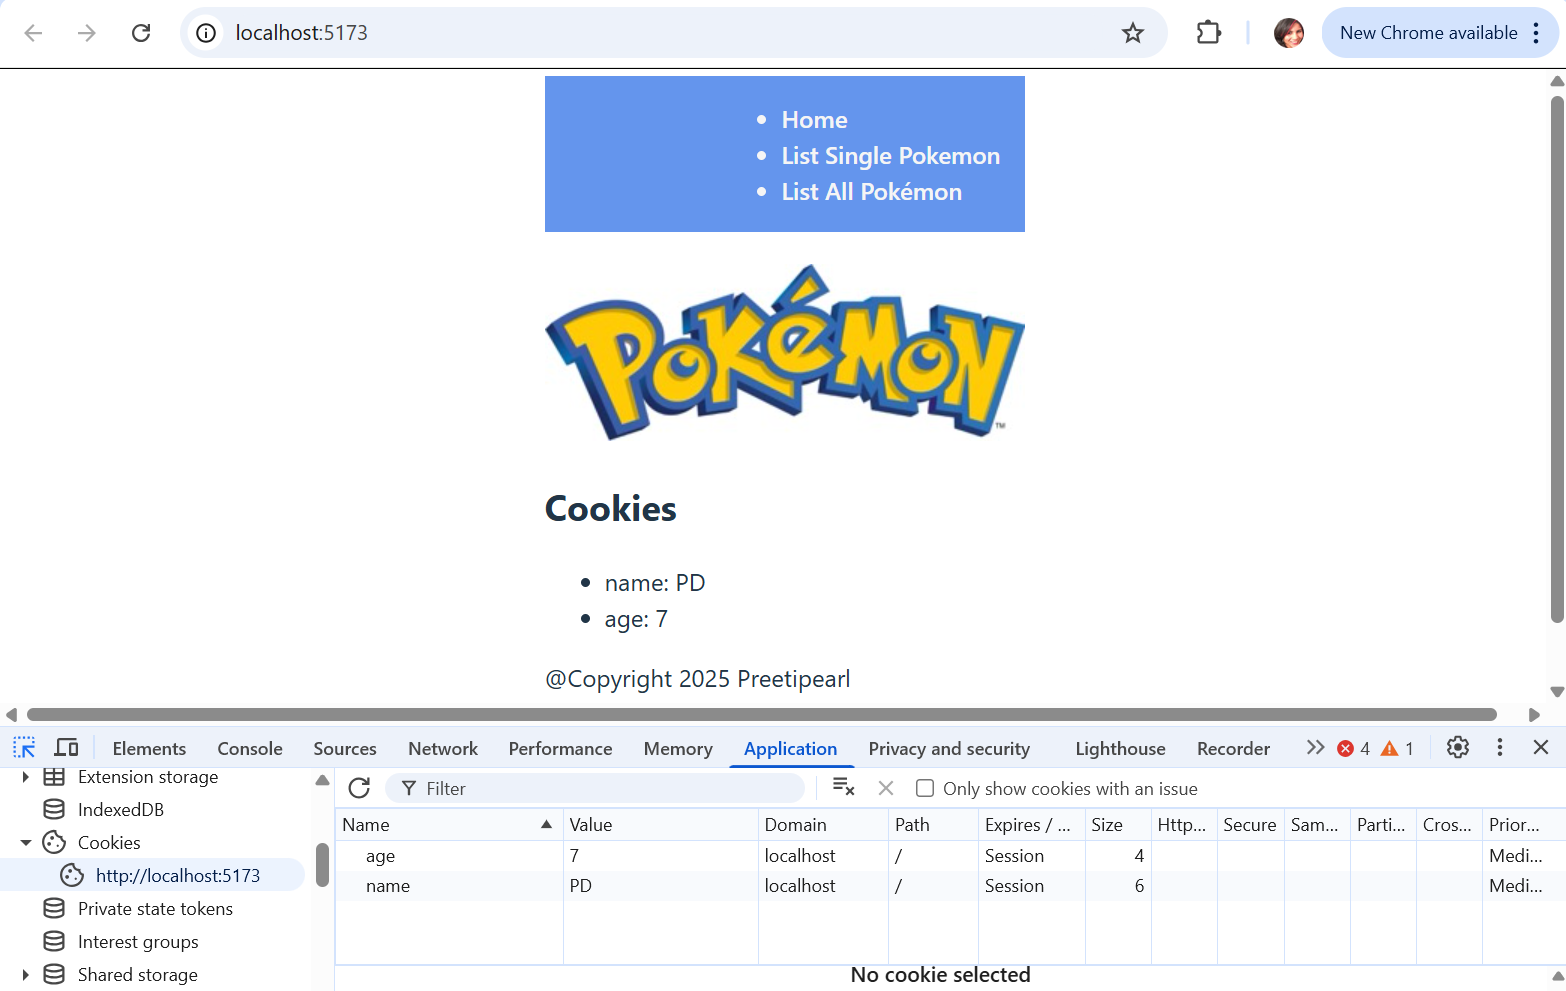 localhost:5173
New Chrome available
• Home
• List Single Pokemon
• List All Pokémon
POKéMON
TM
Cookies
• name: PD
• age: 7
@Copyright 2025 Preetipearl
Elements Console Sources Network Performance Memory Application Privacy and security Lighthouse Recorder 4 1
Extension storage
IndexedDB
Cookies
http://localhost:5173
Private state tokens
Interest groups
Shared storage
Filter Only show cookies with an issue
Name Value Domain Path Expires / ... Size Http... Secure Sam... Parti... Cros... Prior...
age 7 localhost / Session 4 Medi...
name PD localhost / Session 6 Medi...
No cookie selected